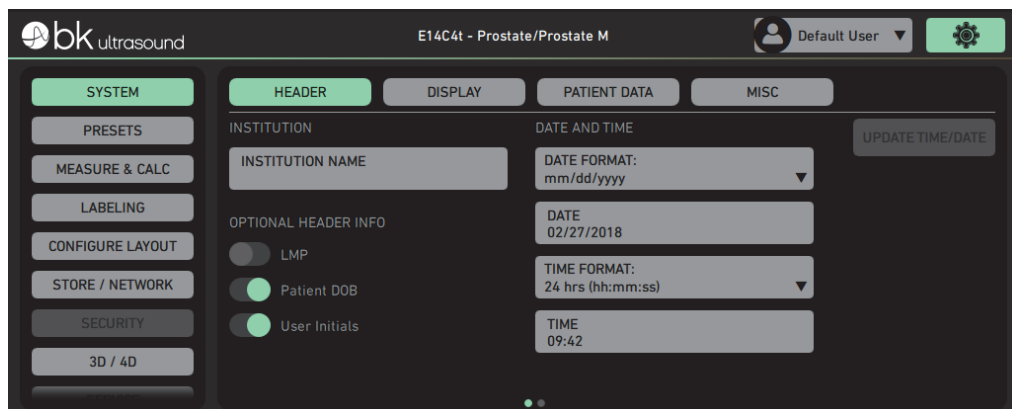 bk ultrasound
E14C4t - Prostate/Prostate M
Default User
SYSTEM
PRESETS
MEASURE & CALC
LABELING
CONFIGURE LAYOUT
STORE / NETWORK
SECURITY
3D / 4D
HEADER
DISPLAY
PATIENT DATA
MISC
INSTITUTION
INSTITUTION NAME
OPTIONAL HEADER INFO
LMP
Patient DOB
User Initials
DATE AND TIME
DATE FORMAT:
mm/dd/yyyy
DATE
02/27/2018
TIME FORMAT:
24 hrs (hh:mm:ss)
TIME
09:42
UPDATE TIME/DATE